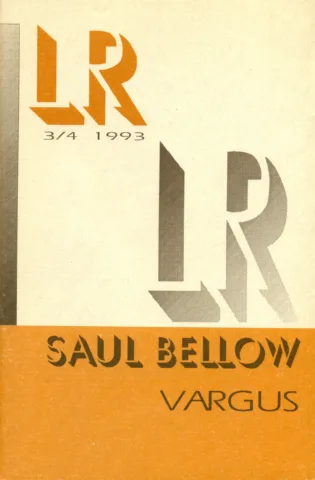 LR
3/4 1993
LR
SAUL BELLOW
VARGUS